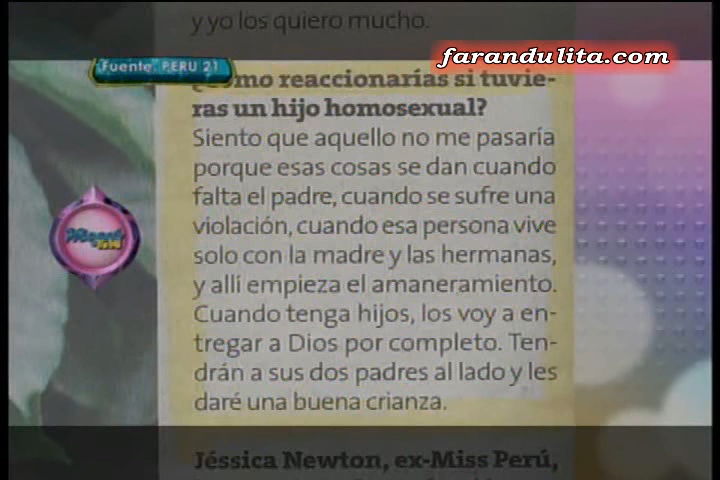 y yo los quiero mucho.
farandulita.com
Fuente: PERU 21
¿Cómo reaccionarías si tuvie-
ras un hijo homosexual?
Siento que aquello no me pasaría
porque esas cosas se dan cuando
falta el padre, cuando se sufre una
violación, cuando esa persona vive
solo con la madre y las hermanas,
y allí empieza el amaneramiento.
Cuando tenga hijos, los voy a en-
tregar a Dios por completo. Ten-
drán a sus dos padres al lado y les
daré una buena crianza.
Jéssica Newton, ex-Miss Perú,